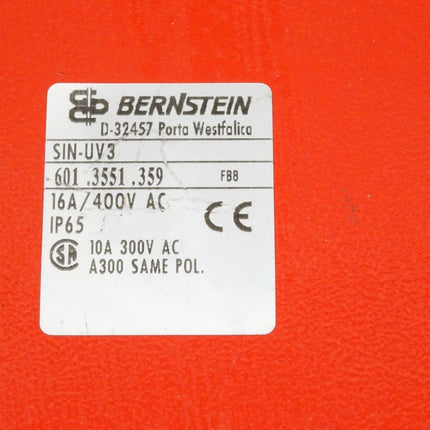 BERNSTEIN
D-32457 Porta Westfalica
SIN-UV3
601.3551.359 FBB
16A/400V AC
IP65 CE
SA 10A 300V AC
A300 SAME POL.